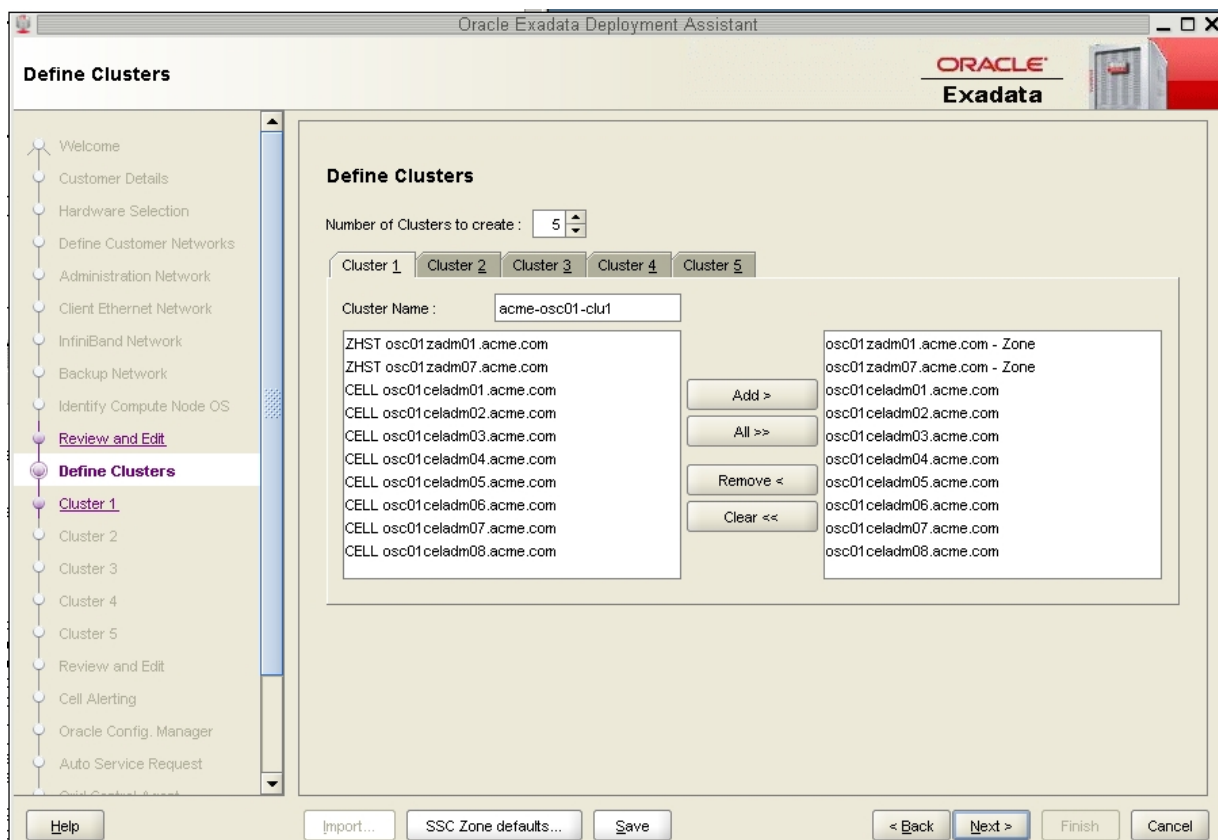 Oracle Exadata Deployment Assistant
Define Clusters
ORACLE
Exadata
Welcome
Customer Details
Hardware Selection
Define Customer Networks
Administration Network
Client Ethernet Network
InfiniBand Network
Backup Network
Identify Compute Node OS
Review and Edit
Define Clusters
Cluster 1
Cluster 2
Cluster 3
Cluster 4
Cluster 5
Review and Edit
Cell Alerting
Oracle Config. Manager
Auto Service Request
Define Clusters
Number of Clusters to create : 5
Cluster 1 Cluster 2 Cluster 3 Cluster 4 Cluster 5
Cluster Name : acme-osc01-clu1
ZHST osc01zadm01.acme.com
ZHST osc01zadm07.acme.com
CELL osc01celadm01.acme.com
CELL osc01celadm02.acme.com
CELL osc01celadm03.acme.com
CELL osc01celadm04.acme.com
CELL osc01celadm05.acme.com
CELL osc01celadm06.acme.com
CELL osc01celadm07.acme.com
CELL osc01celadm08.acme.com
Add >
All >>
Remove <
Clear <<
osc01zadm01.acme.com - Zone
osc01zadm07.acme.com - Zone
osc01celadm01.acme.com
osc01celadm02.acme.com
osc01celadm03.acme.com
osc01celadm04.acme.com
osc01celadm05.acme.com
osc01celadm06.acme.com
osc01celadm07.acme.com
osc01celadm08.acme.com
Help Import... SSC Zone defaults... Save < Back Next > Finish Cancel